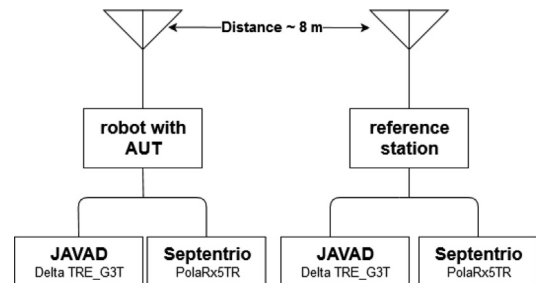 Distance ~ 8 m
robot with
AUT
reference
station
JAVAD
Delta TRE_G3T
Septentrio
PolaRx5TR
JAVAD
Delta TRE_G3T
Septentrio
PolaRx5TR